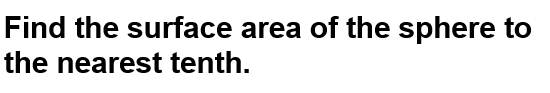 Find the surface area of the sphere to
the nearest tenth.